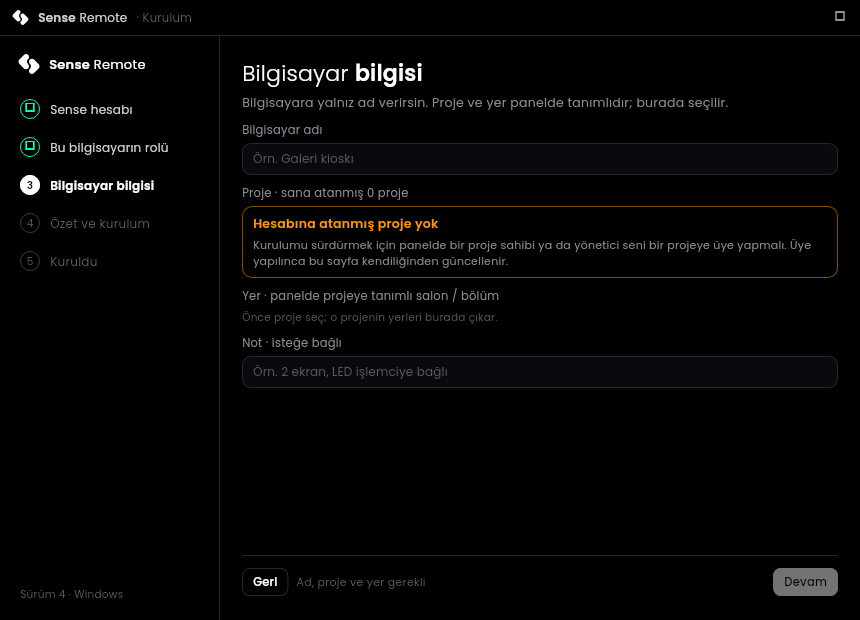 Sense Remote · Kurulum
Sense Remote
Sense hesabı
Bu bilgisayarın rolü
3 Bilgisayar bilgisi
4 Özet ve kurulum
5 Kuruldu
Sürüm 4 · Windows
Bilgisayar bilgisi
Bilgisayara yalnız ad verirsin. Proje ve yer panelde tanımlıdır; burada seçilir.
Bilgisayar adı
Örn. Galeri kioskı
Proje · sana atanmış 0 proje
Hesabına atanmış proje yok
Kurulumu sürdürmek için panelde bir proje sahibi ya da yönetici seni bir projeye üye yapmalı. Üye
yapılınca bu sayfa kendiliğinden güncellenir.
Yer · panelde projeye tanımlı salon / bölüm
Önce proje seç; o projenin yerleri burada çıkar.
Not · isteğe bağlı
Örn. 2 ekran, LED işlemciye bağlı
Geri
Ad, proje ve yer gerekli
Devam